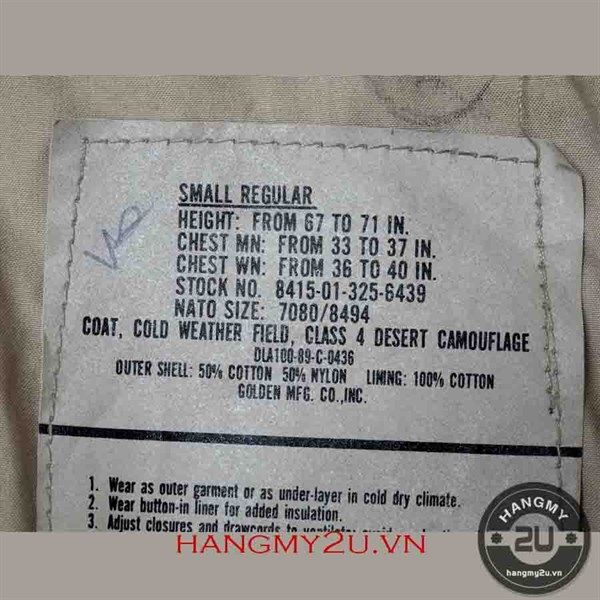 SMALL REGULAR
HEIGHT: FROM 67 TO 71 IN.
CHEST MN: FROM 33 TO 37 IN.
CHEST WN: FROM 36 TO 40 IN.
STOCK NO. 8415-01-325-6439
NATO SIZE: 7080/8494
COAT, COLD WEATHER FIELD, CLASS 4 DESERT CAMOUFLAGE
DLA100-89-C-0436
OUTER SHELL: 50% COTTON 50% NYLON LINING: 100% COTTON
GOLDEN MFG. CO.,INC.
1. Wear as outer garment or as under-layer in cold dry climate.
2. Wear button-in liner for added insulation.
3. Adjust closures and drawcords to
HANGMY2U.VN
HANGMY
2U
hangmy2u.vn